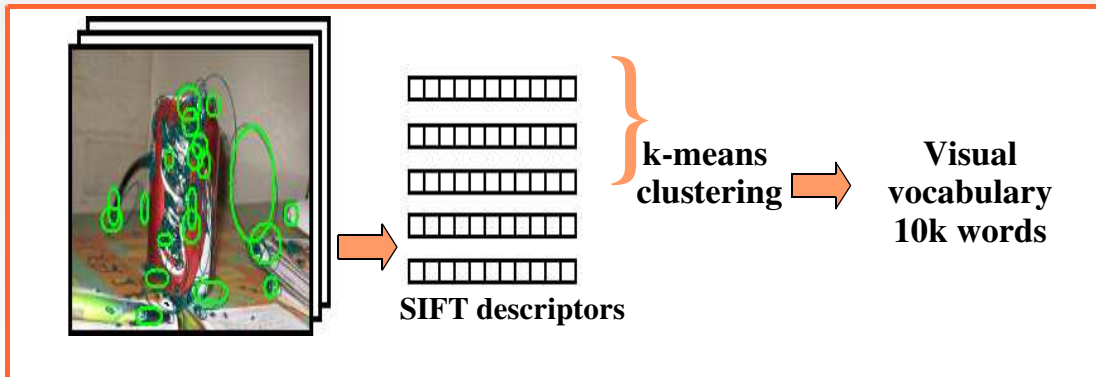 SIFT descriptors
k-means
clustering
Visual
vocabulary
10k words